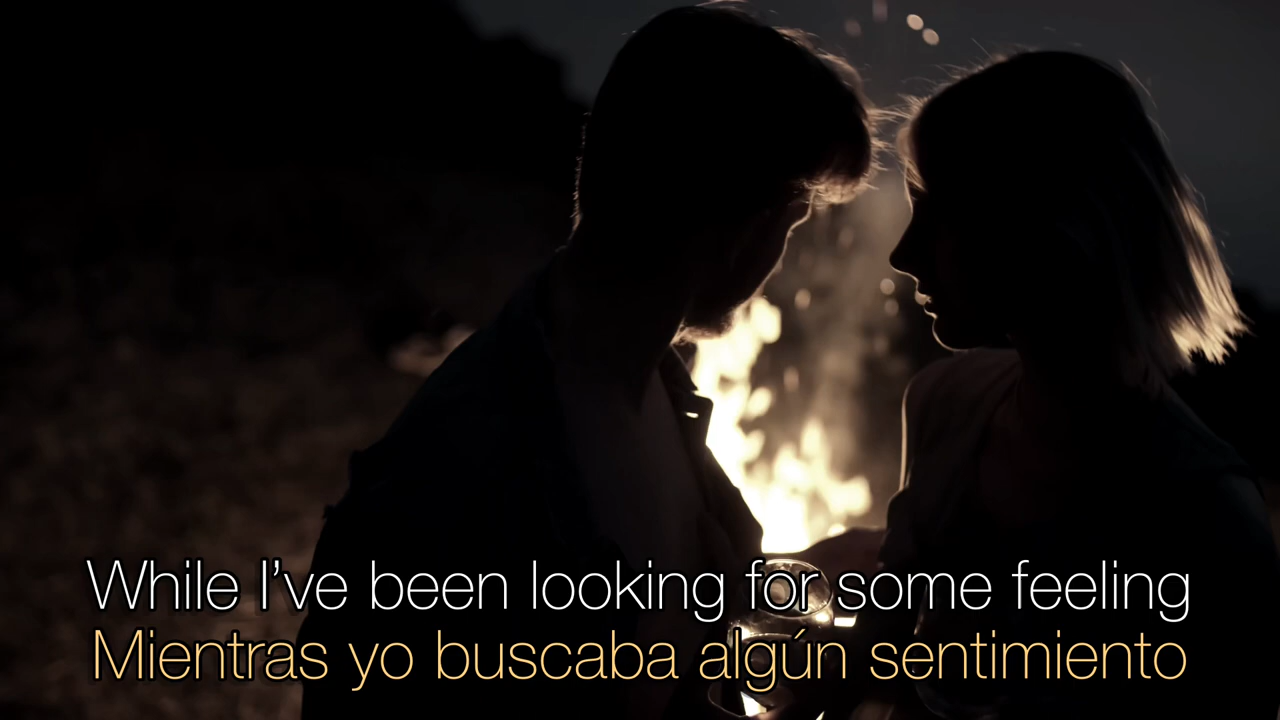 While I’ve been looking for some feeling
Mientras yo buscaba algún sentimiento